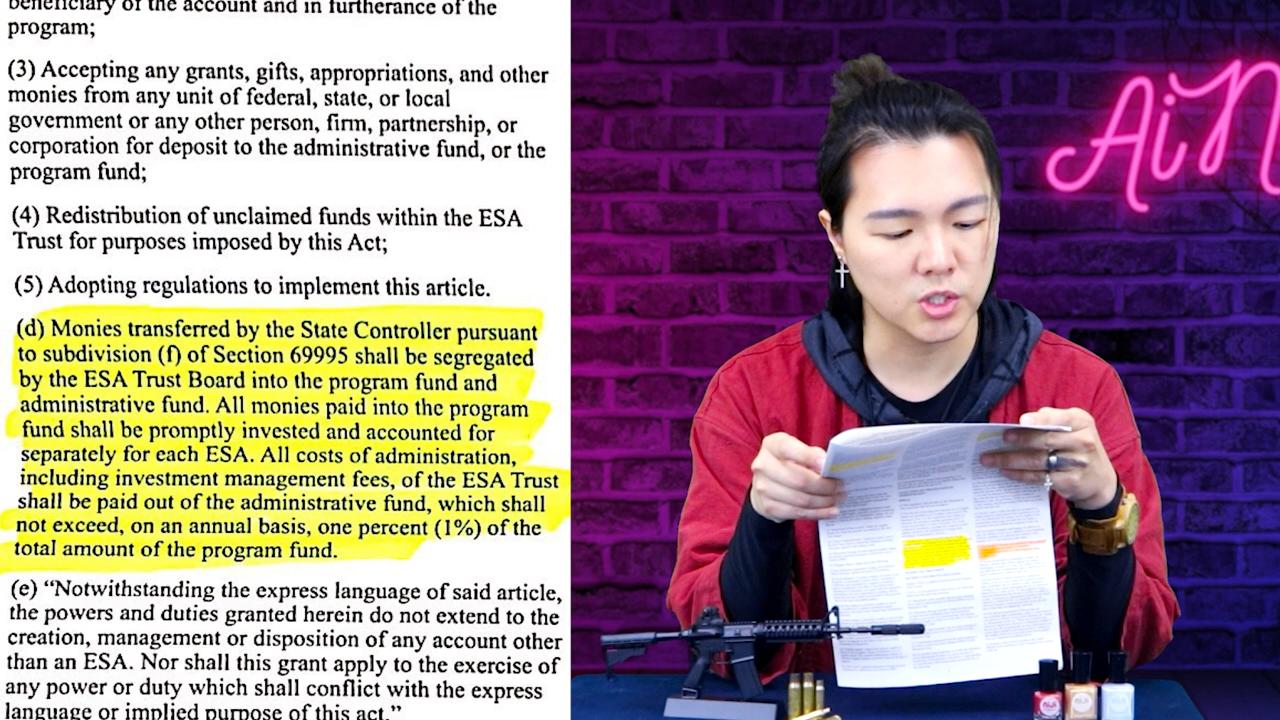 beneficiary of the account and in furtherance of the
program;
(3) Accepting any grants, gifts, appropriations, and other
monies from any unit of federal, state, or local
government or any other person, firm, partnership, or
corporation for deposit to the administrative fund, or the
program fund;
(4) Redistribution of unclaimed funds within the ESA
Trust for purposes imposed by this Act;
(5) Adopting regulations to implement this article.
(d) Monies transferred by the State Controller pursuant
to subdivision (f) of Section 69995 shall be segregated
by the ESA Trust Board into the program fund and
administrative fund. All monies paid into the program
fund shall be promptly invested and accounted for
separately for each ESA. All costs of administration,
including investment management fees, of the ESA Trust
shall be paid out of the administrative fund, which shall
not exceed, on an annual basis, one percent (1%) of the
total amount of the program fund.
(e) “Notwithstanding the express language of said article,
the powers and duties granted herein do not extend to the
creation, management or disposition of any account other
than an ESA. Nor shall this grant apply to the exercise of
any power or duty which shall conflict with the express
language or implied purpose of this act.”
AiN